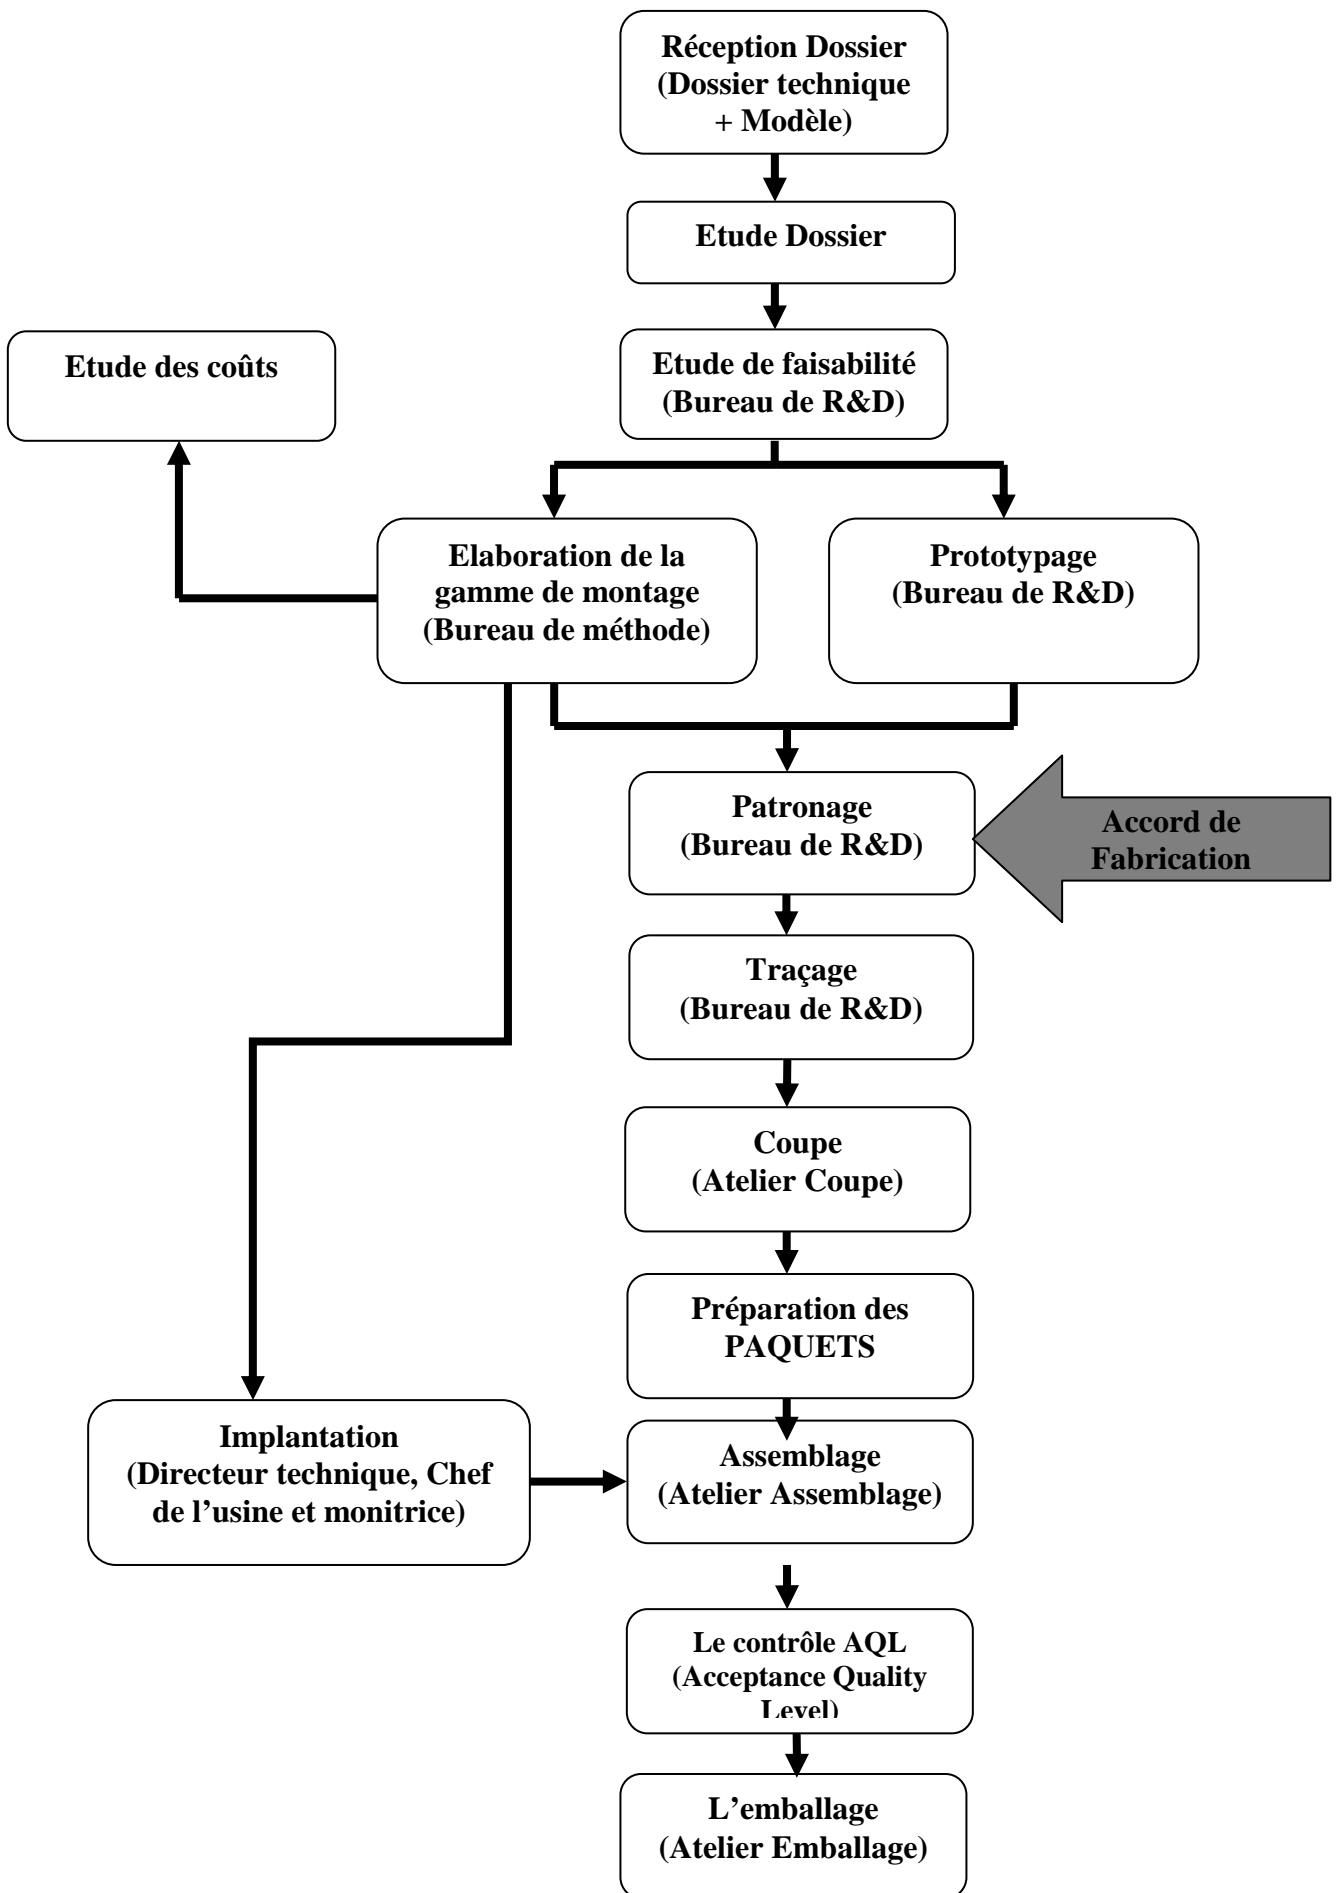 Réception Dossier
(Dossier technique
+ Modèle)
Etude Dossier
Etude des coûts
Etude de faisabilité
(Bureau de R&D)
Elaboration de la
gamme de montage
(Bureau de méthode)
Prototypage
(Bureau de R&D)
Patronage
(Bureau de R&D)
Accord de
Fabrication
Traçage
(Bureau de R&D)
Coupe
(Atelier Coupe)
Préparation des
PAQUETS
Implantation
(Directeur technique, Chef
de l’usine et monitrice)
Assemblage
(Atelier Assemblage)
Le contrôle AQL
(Acceptance Quality
Level)
L’emballage
(Atelier Emballage)